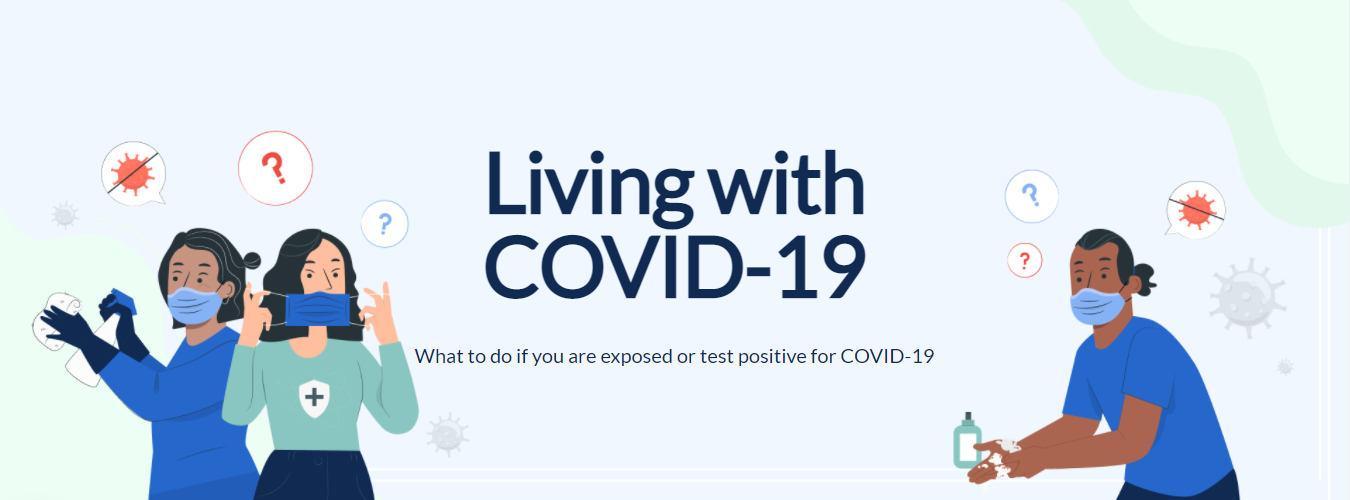 Living with
COVID-19
What to do if you are exposed or test positive for COVID-19